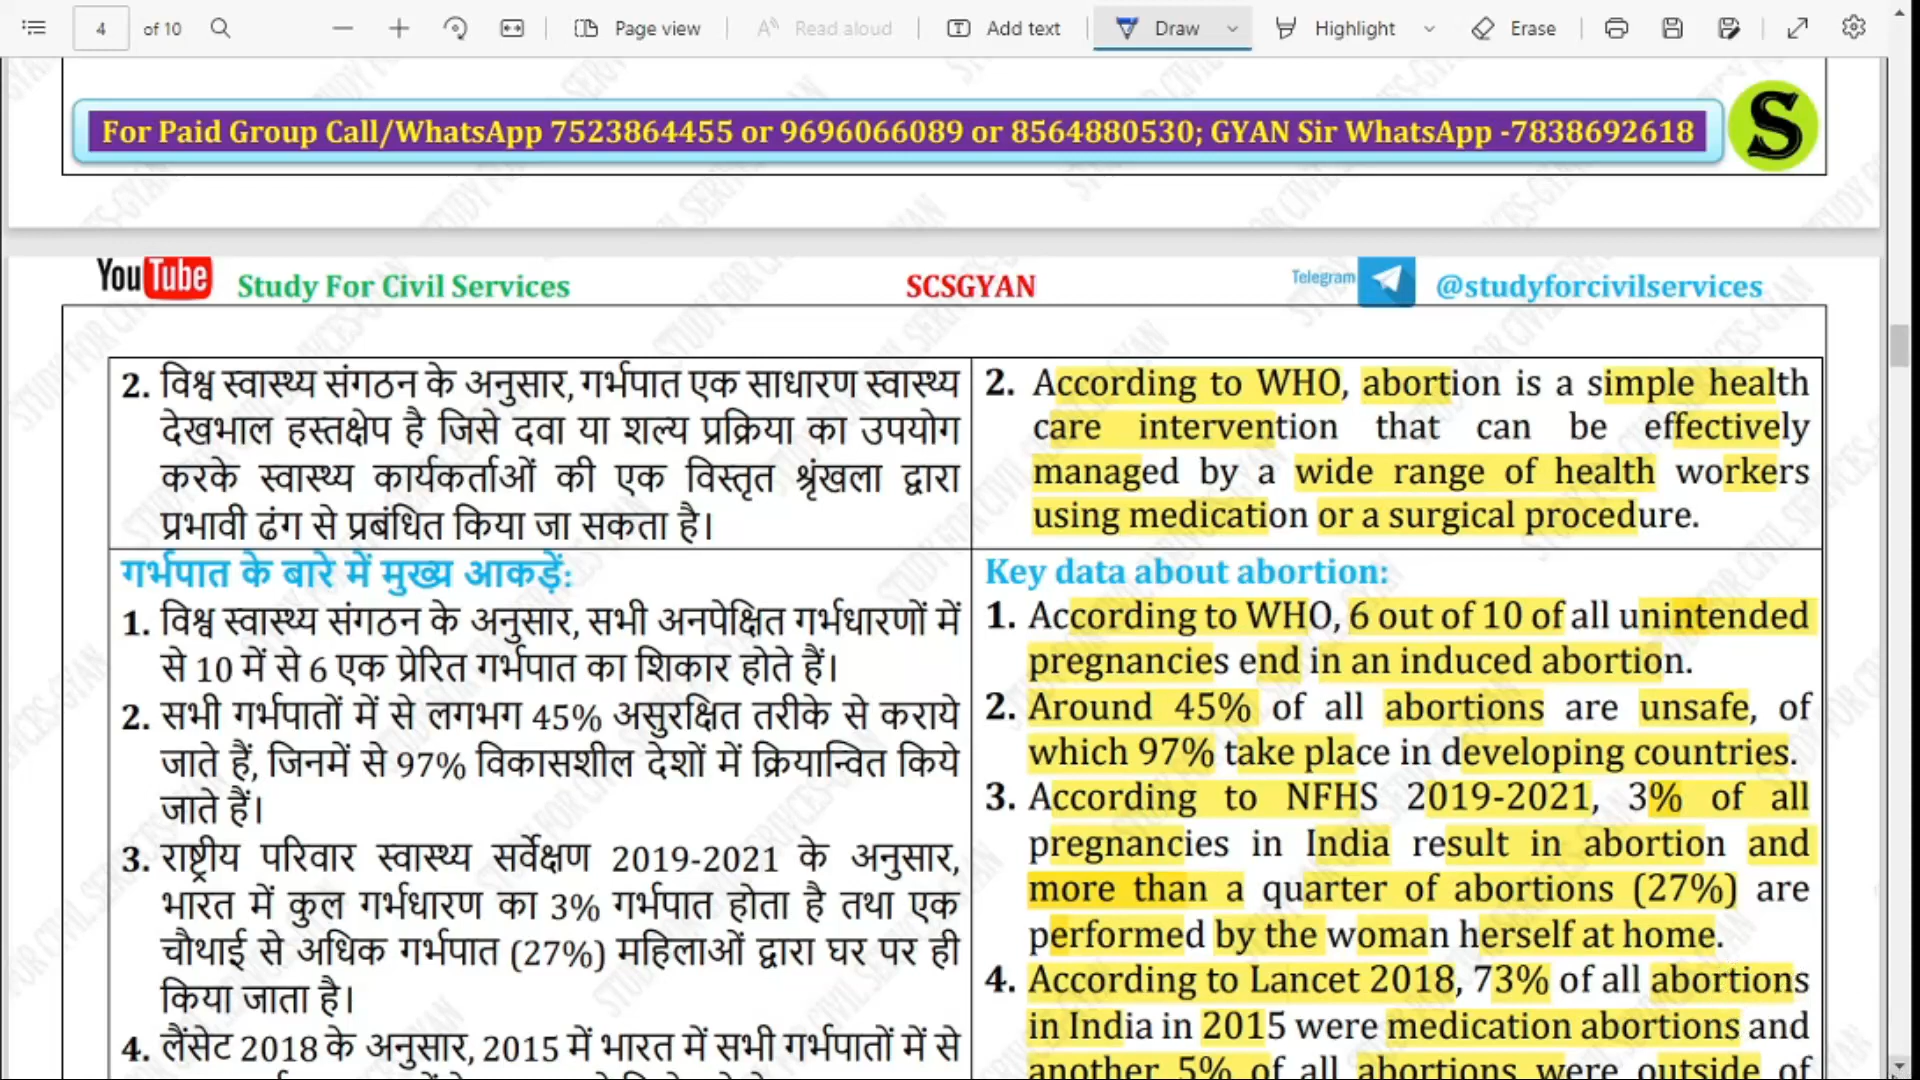 4 of 10 Page view Read aloud Add text Draw Highlight Erase
For Paid Group Call/WhatsApp 7523864455 or 9696066089 or 8564880530; GYAN Sir WhatsApp -7838692618
S
YouTube Study For Civil Services SCSGYAN Telegram @studyforcivilservices
2. विश्व स्वास्थ्य संगठन के अनुसार, गर्भपात एक साधारण स्वास्थ्य
देखभाल हस्तक्षेप है जिसे दवा या शल्य प्रक्रिया का उपयोग
करके स्वास्थ्य कार्यकर्ताओं की एक विस्तृत श्रृंखला द्वारा
प्रभावी ढंग से प्रबंधित किया जा सकता है।
2. According to WHO, abortion is a simple health
care intervention that can be effectively
managed by a wide range of health workers
using medication or a surgical procedure.
गर्भपात के बारे में मुख्य आकड़ें:
1. विश्व स्वास्थ्य संगठन के अनुसार, सभी अनपेक्षित गर्भधारणों में
से 10 में से 6 एक प्रेरित गर्भपात का शिकार होते हैं।
2. सभी गर्भपातों में से लगभग 45% असुरक्षित तरीके से कराये
जाते हैं, जिनमें से 97% विकासशील देशों में क्रियान्वित किये
जाते हैं।
3. राष्ट्रीय परिवार स्वास्थ्य सर्वेक्षण 2019-2021 के अनुसार,
भारत में कुल गर्भधारण का 3% गर्भपात होता है तथा एक
चौथाई से अधिक गर्भपात (27%) महिलाओं द्वारा घर पर ही
किया जाता है।
4. लैंसेट 2018 के अनुसार, 2015 में भारत में सभी गर्भपातों में से
Key data about abortion:
1. According to WHO, 6 out of 10 of all unintended
pregnancies end in an induced abortion.
2. Around 45% of all abortions are unsafe, of
which 97% take place in developing countries.
3. According to NFHS 2019-2021, 3% of all
pregnancies in India result in abortion and
more than a quarter of abortions (27%) are
performed by the woman herself at home.
4. According to Lancet 2018, 73% of all abortions
in India in 2015 were medication abortions and
another 5% of all abortions were outside of